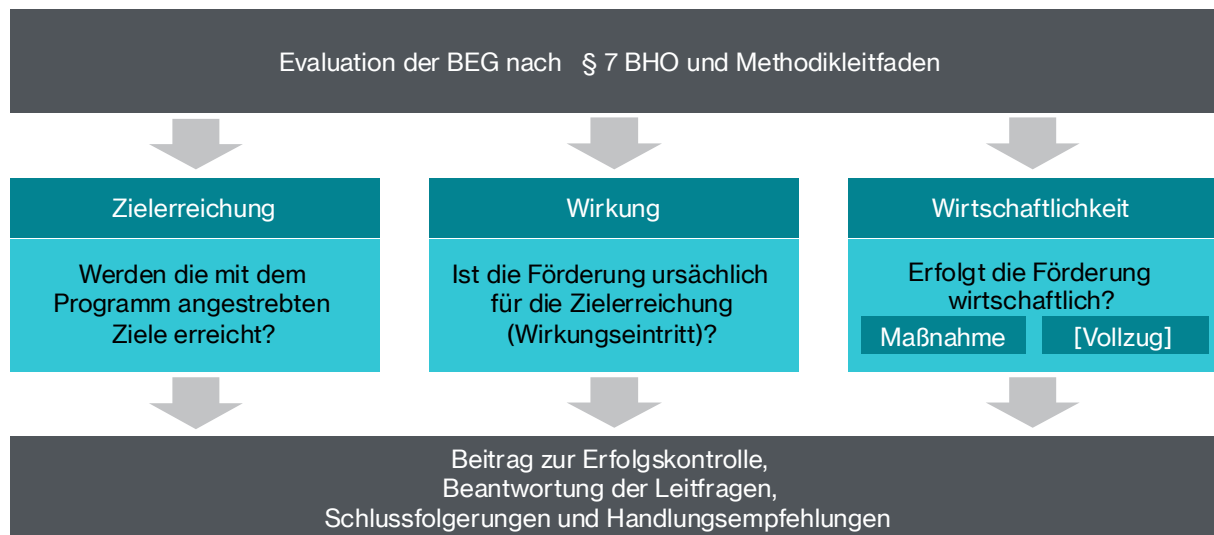 Evaluation der BEG nach § 7 BHO und Methodikleitfaden
Zielerreichung
Werden die mit dem
Programm angestrebten
Ziele erreicht?
Wirkung
Ist die Förderung ursächlich
für die Zielerreichung
(Wirkungseintritt)?
Wirtschaftlichkeit
Erfolgt die Förderung
wirtschaftlich?
Maßnahme
[Vollzug]
Beitrag zur Erfolgskontrolle,
Beantwortung der Leitfragen,
Schlussfolgerungen und Handlungsempfehlungen